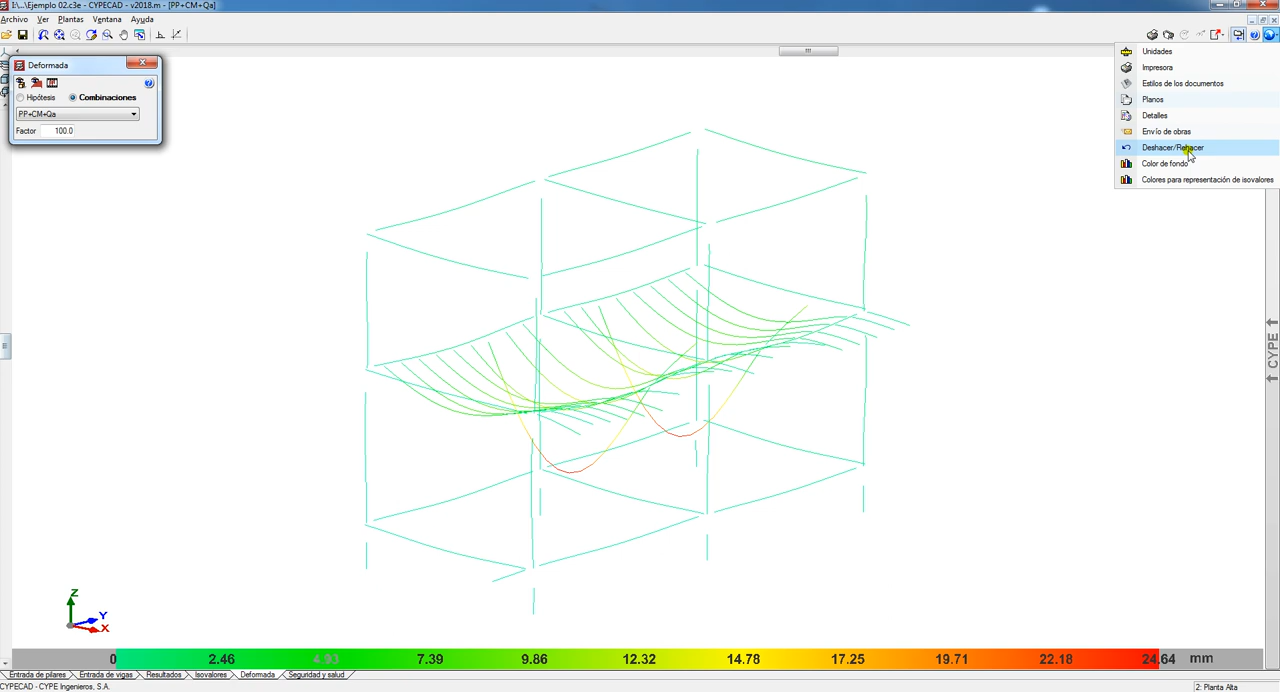 I:\...\Ejemplo 02.c3e - CYPECAD - v2018.m - [PP+CM+Qa]
Archivo Ver Plantas Ventana Ayuda
Deformada
Hipótesis Combinaciones
PP+CM+Qa
Factor 100.0
Unidades
Impresora
Estilos de los documentos
Planos
Detalles
Envío de obras
Deshacer/Rehacer
Color de fondo
Colores para representación de isovalores
CYPE
Z
Y
X
0 2.46 4.93 7.39 9.86 12.32 14.78 17.25 19.71 22.18 24.64 mm
Entrada de pilares Entrada de vigas Resultados Isovalores Deformada Seguridad y salud
CYPECAD - CYPE Ingenieros, S.A.
2: Planta Alta